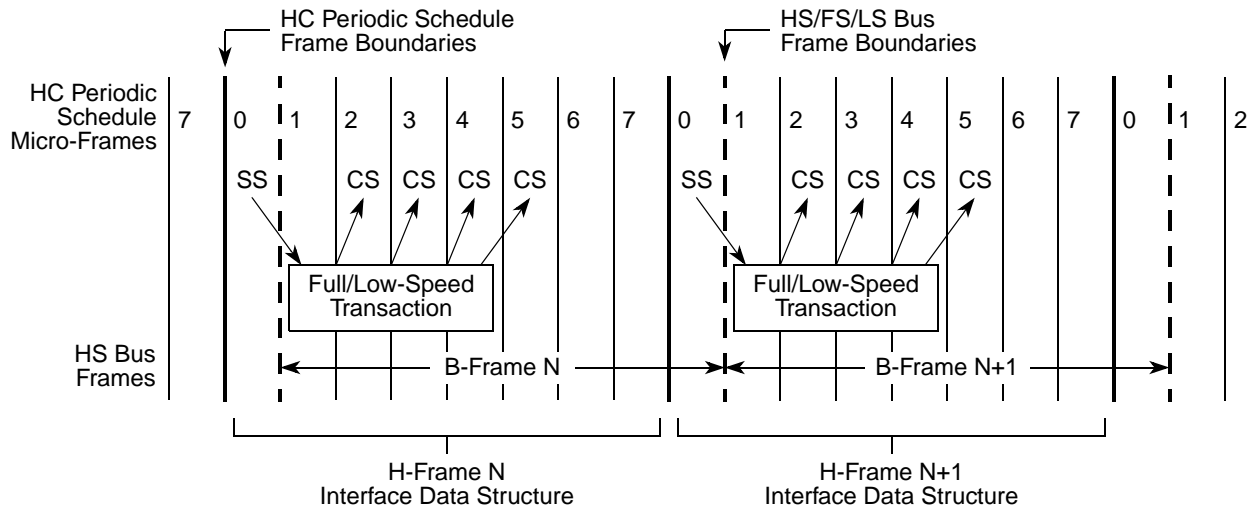 HC Periodic Schedule
Frame Boundaries
HS/FS/LS Bus
Frame Boundaries
HC Periodic
Schedule
Micro-Frames
7 0 1 2 3 4 5 6 7 0 1 2 3 4 5 6 7 0 1 2
SS CS CS CS CS SS CS CS CS CS
Full/Low-Speed
Transaction
Full/Low-Speed
Transaction
HS Bus
Frames
B-Frame N
B-Frame N+1
H-Frame N
Interface Data Structure
H-Frame N+1
Interface Data Structure